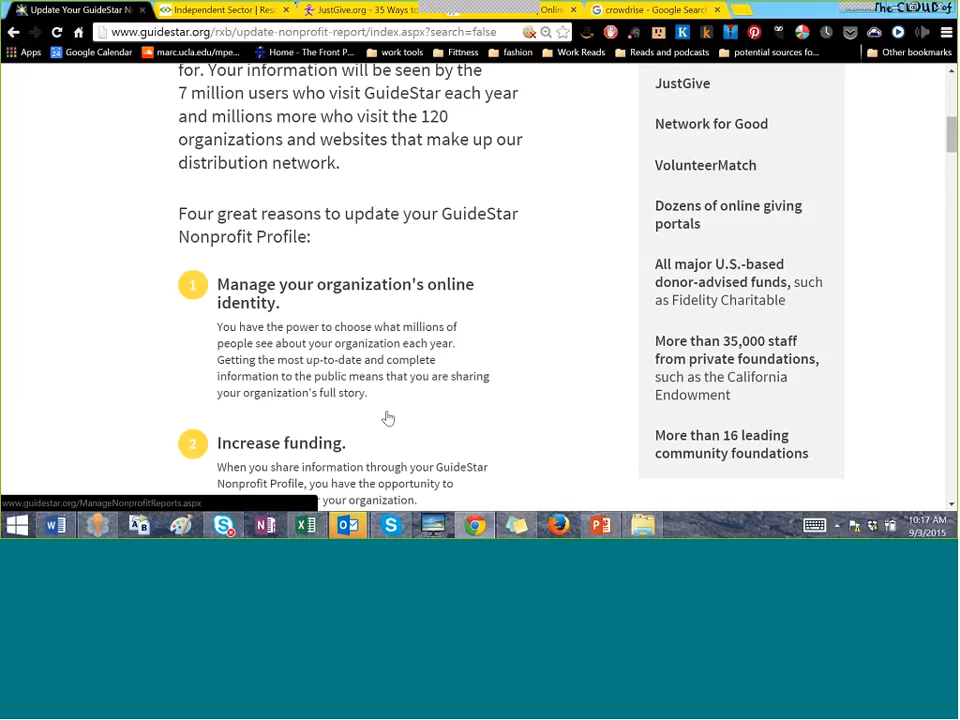 Update Your GuideStar N
Independent Sector | Reso
JustGive.org - 35 Ways to
Onlin
crowdrise - Google Search
The CLOUD of
www.guidestar.org/rxb/update-nonprofit-report/index.aspx?search=false
Apps
Google Calendar
marc.ucla.edu/mpe...
Home - The Front P...
work tools
Fittness
fashion
Work Reads
Reads and podcasts
potential sources fo...
Other bookmarks
for. Your information will be seen by the
7 million users who visit GuideStar each year
and millions more who visit the 120
organizations and websites that make up our
distribution network.
Four great reasons to update your GuideStar
Nonprofit Profile:
1
Manage your organization's online
identity.
You have the power to choose what millions of
people see about your organization each year.
Getting the most up-to-date and complete
information to the public means that you are sharing
your organization's full story.
2
Increase funding.
When you share information through your GuideStar
Nonprofit Profile, you have the opportunity to
your organization.
JustGive
Network for Good
VolunteerMatch
Dozens of online giving
portals
All major U.S.-based
donor-advised funds, such
as Fidelity Charitable
More than 35,000 staff
from private foundations,
such as the California
Endowment
More than 16 leading
community foundations
www.guidestar.org/ManageNonprofitReports.aspx
10:17 AM
9/3/2015